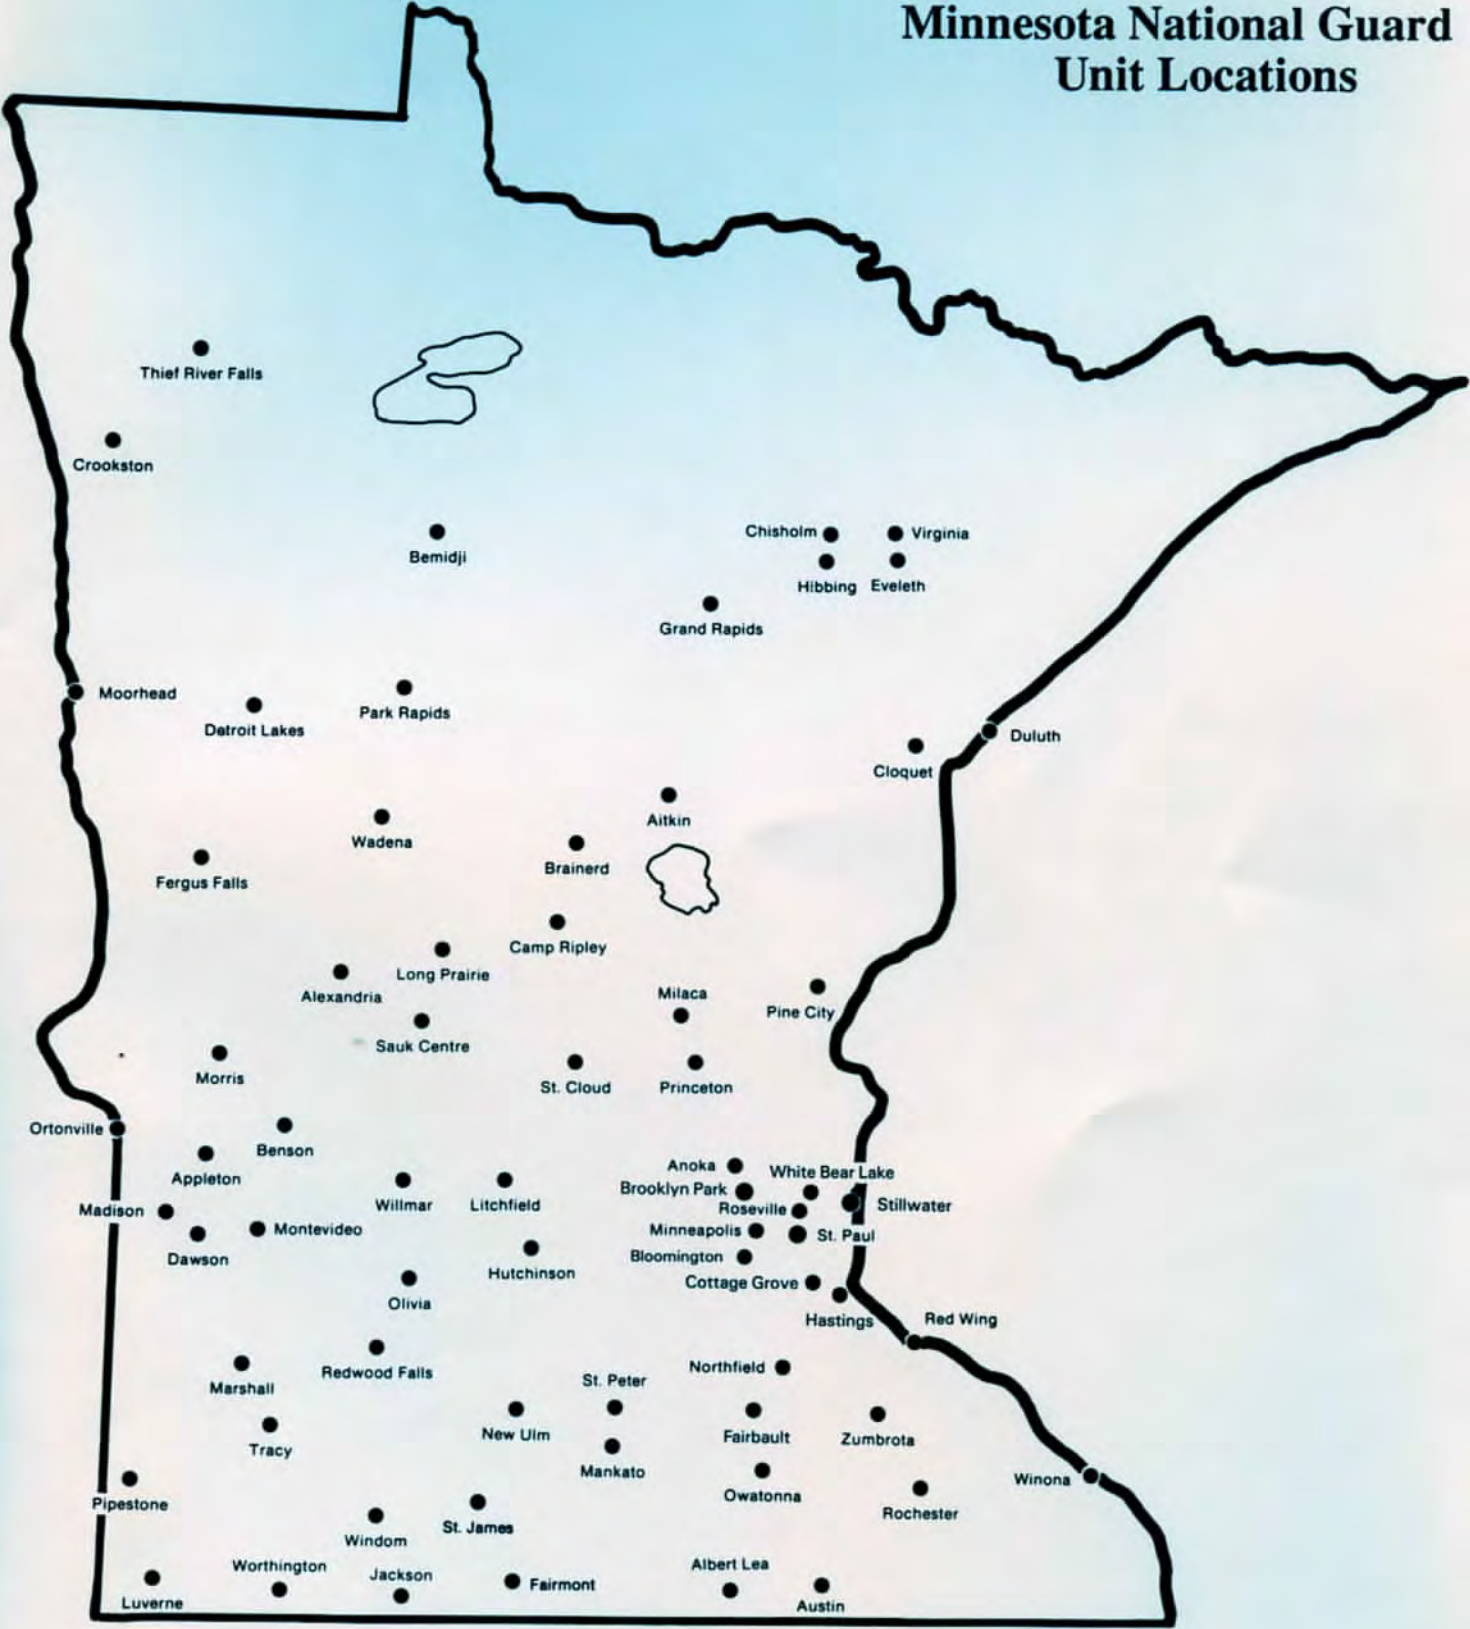 Minnesota National Guard
Unit Locations
Thief River Falls
Crookston
Bemidji
Chisholm
Virginia
Hibbing
Eveleth
Grand Rapids
Moorhead
Detroit Lakes
Park Rapids
Duluth
Cloquet
Aitkin
Wadena
Brainerd
Fergus Falls
Camp Ripley
Long Prairie
Alexandria
Milaca
Pine City
Sauk Centre
Morris
St. Cloud
Princeton
Ortonville
Benson
Appleton
Anoka
White Bear Lake
Brooklyn Park
Willmar
Litchfield
Stillwater
Madison
Roseville
Montevideo
Minneapolis
St. Paul
Dawson
Bloomington
Hutchinson
Cottage Grove
Olivia
Hastings
Red Wing
Northfield
Redwood Falls
St. Peter
Marshall
New Ulm
Fairbault
Zumbrota
Tracy
Mankato
Winona
Owatonna
Pipestone
Rochester
St. James
Windom
Worthington
Albert Lea
Jackson
Fairmont
Luverne
Austin